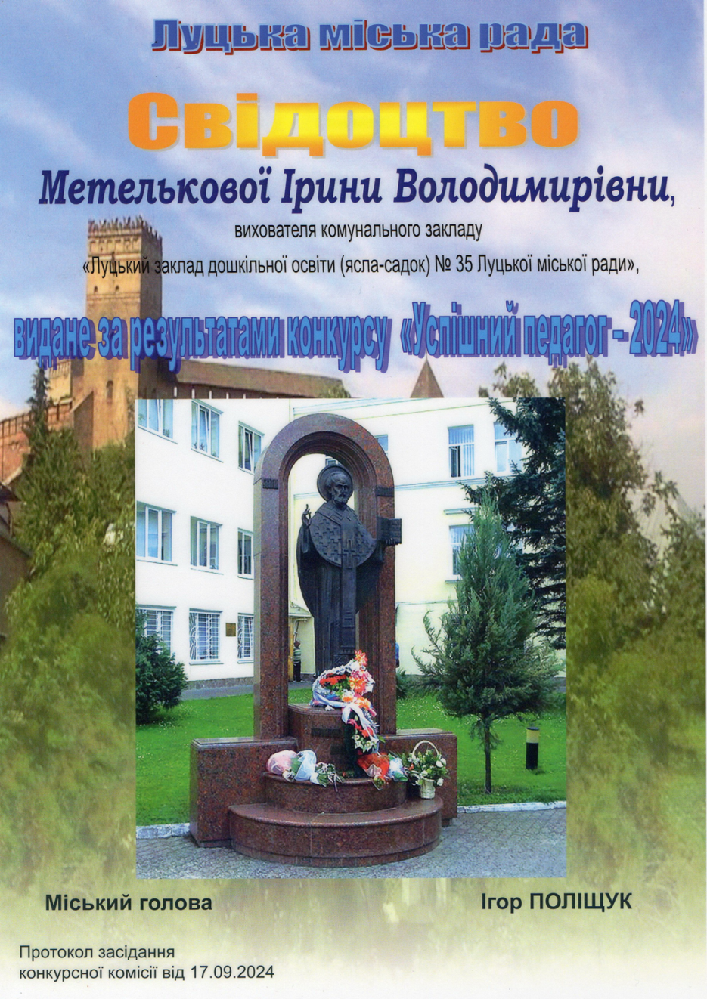 Луцька міська рада
Свідоцтво
Метелькової Ірини Володимирівни,
вихователя комунального закладу
«Луцький заклад дошкільної освіти (ясла-садок) № 35 Луцької міської ради»,
видане за результатами конкурсу «Успішний педагог – 2024»
Міський голова
Ігор ПОЛІЩУК
Протокол засідання
конкурсної комісії від 17.09.2024